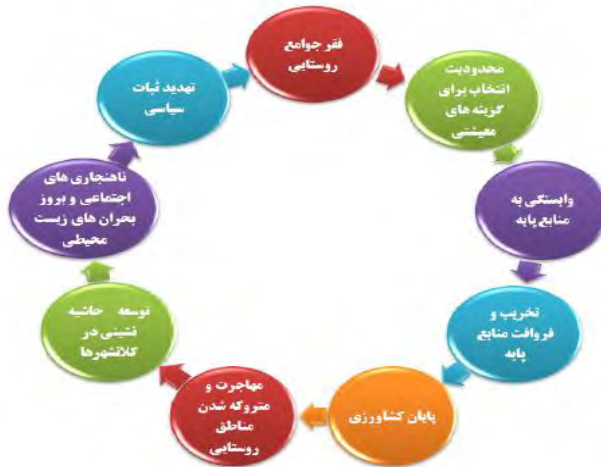 فقر جوامع
روستایی
محدودیت
انتخاب برای
گزینه های
معیشتی
وابستگی به
منابع پایه
تخریب و
فروافت منابع
پایه
پایان کشاورزی
مهاجرت و
متروکه شدن
مناطق
روستایی
توسعه حاشیه
نشینی در
کلانشهرها
ناهنجاری های
اجتماعی و بروز
بحران های زیست
محیطی
تهدید ثبات
سیاسی